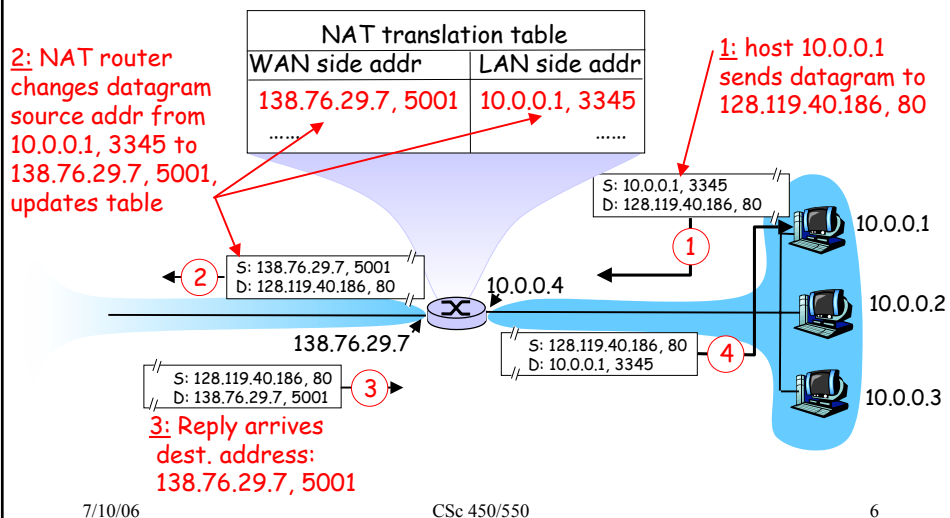 NAT translation table
WAN side addr LAN side addr
138.76.29.7, 5001 10.0.0.1, 3345
...... ......
2: NAT router
changes datagram
source addr from
10.0.0.1, 3345 to
138.76.29.7, 5001,
updates table
1: host 10.0.0.1
sends datagram to
128.119.40.186, 80
S: 10.0.0.1, 3345
D: 128.119.40.186, 80
1
10.0.0.1
2
S: 138.76.29.7, 5001
D: 128.119.40.186, 80
10.0.0.4
10.0.0.2
138.76.29.7
S: 128.119.40.186, 80
D: 10.0.0.1, 3345
4
S: 128.119.40.186, 80
D: 138.76.29.7, 5001
3
10.0.0.3
3: Reply arrives
dest. address:
138.76.29.7, 5001
7/10/06 CSc 450/550 6